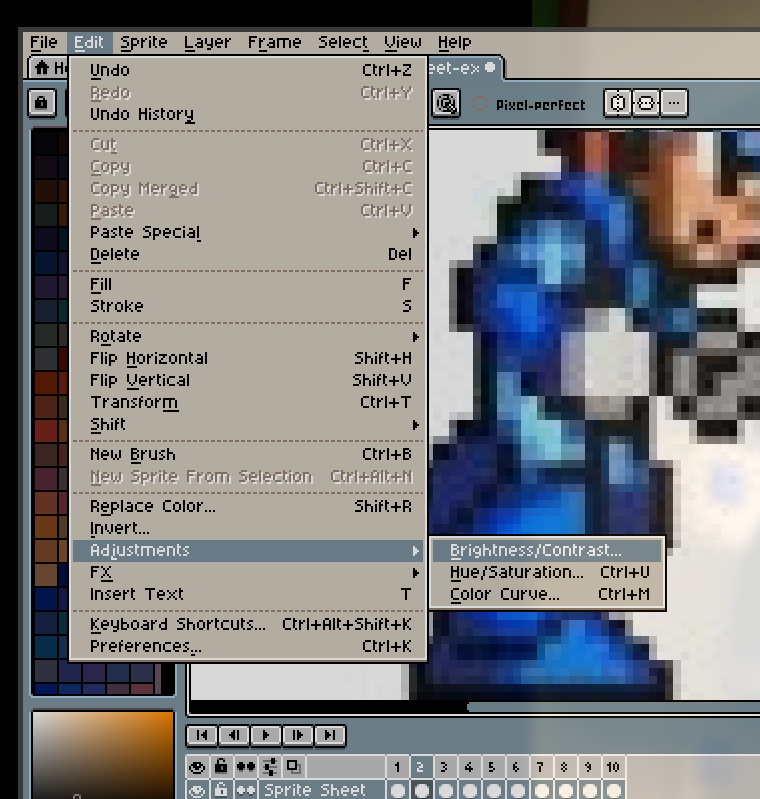 File Edit Sprite Layer Frame Select View Help
eet-ex
Undo Ctrl+Z
Redo Ctrl+Y
Undo History
Pixel-perfect
Cut Ctrl+X
Copy Ctrl+C
Copy Merged Ctrl+Shift+C
Paste Ctrl+V
Paste Special
Delete Del
Fill F
Stroke S
Rotate
Flip Horizontal Shift+H
Flip Vertical Shift+V
Transform Ctrl+T
Shift
New Brush Ctrl+B
New Sprite From Selection Ctrl+Alt+N
Replace Color... Shift+R
Invert...
Adjustments
Brightness/Contrast...
FX
Hue/Saturation... Ctrl+U
Insert Text T
Color Curve... Ctrl+M
Keyboard Shortcuts... Ctrl+Alt+Shift+K
Preferences... Ctrl+K
1 2 3 4 5 6 7 8 9 10
Sprite Sheet